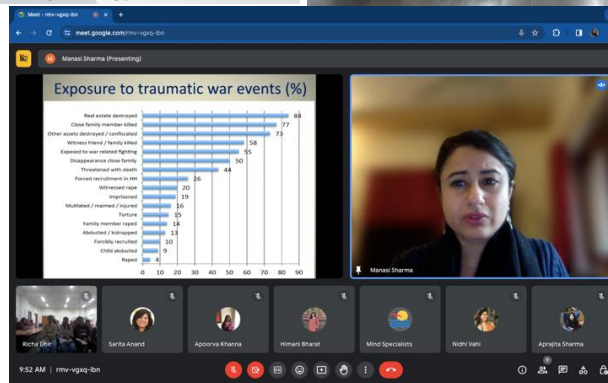 Meet - rmv-vgxq-ibn
meet.google.com/rmv-vgxq-ibn
M Manasi Sharma (Presenting)
Exposure to traumatic war events (%)
Real estate destroyed 84
Close family member killed 77
Other assets destroyed / confiscated 73
Witness friend / family killed 58
Exposed to war related fighting 55
Disappearance close family 50
Threatened with death 44
Forced recruitment in HH 26
Witnessed rape 20
Imprisoned 19
Mutilated / maimed / injured 16
Torture 15
Family member raped 14
Abducted / kidnapped 13
Forcibly recruited 10
Child abducted 9
Raped 4
0 10 20 30 40 50 60 70 80 90
Manasi Sharma
Richa Dhir
Sarita Anand
Apoorva Khanna
Himani Bharat
Mind Specialists
Nidhi Vahi
Aprajita Sharma
9:52 AM | rmv-vgxq-ibn
9